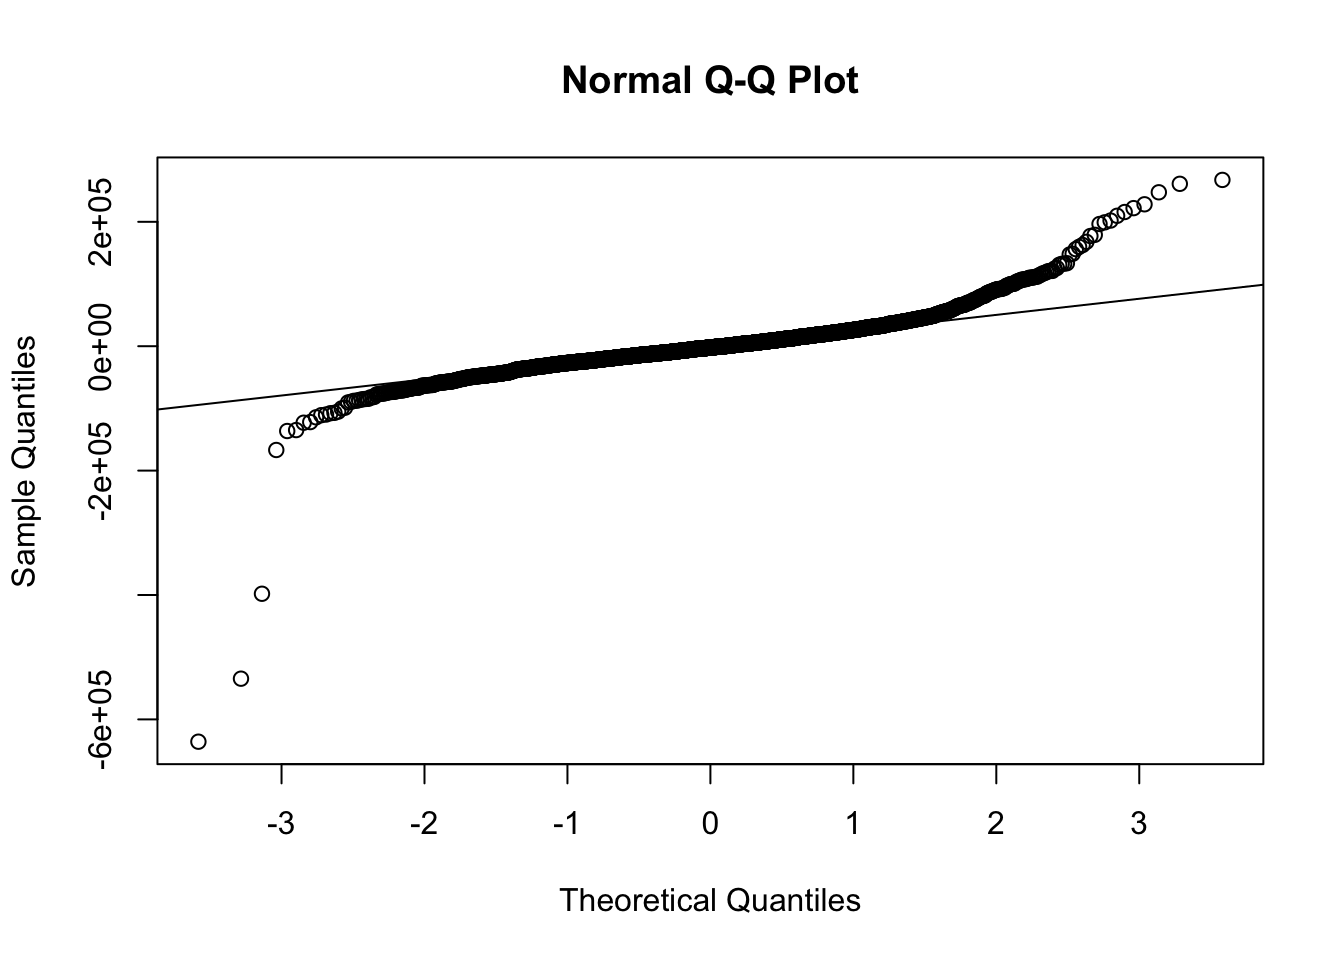 Normal Q-Q Plot
Sample Quantiles
2e+05
0e+00
-2e+05
-6e+05
-3 -2 -1 0 1 2 3
Theoretical Quantiles